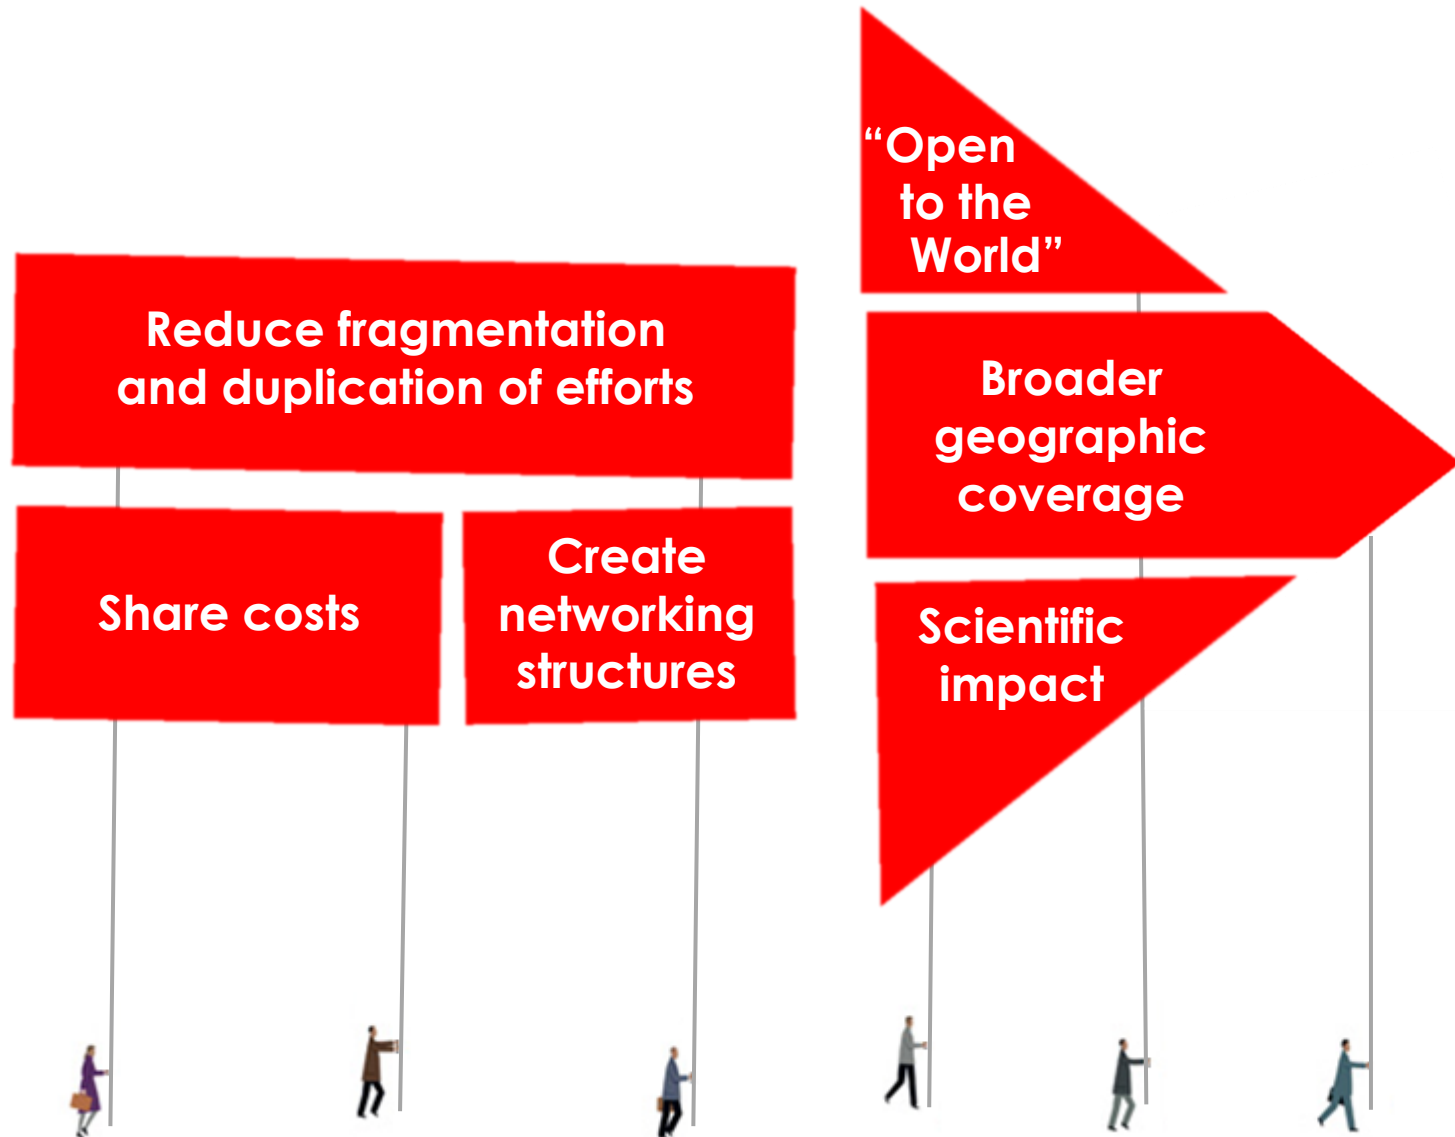 Reduce fragmentation
and duplication of efforts
Share costs
Create
networking
structures
“Open
to the
World”
Broader
geographic
coverage
Scientific
impact